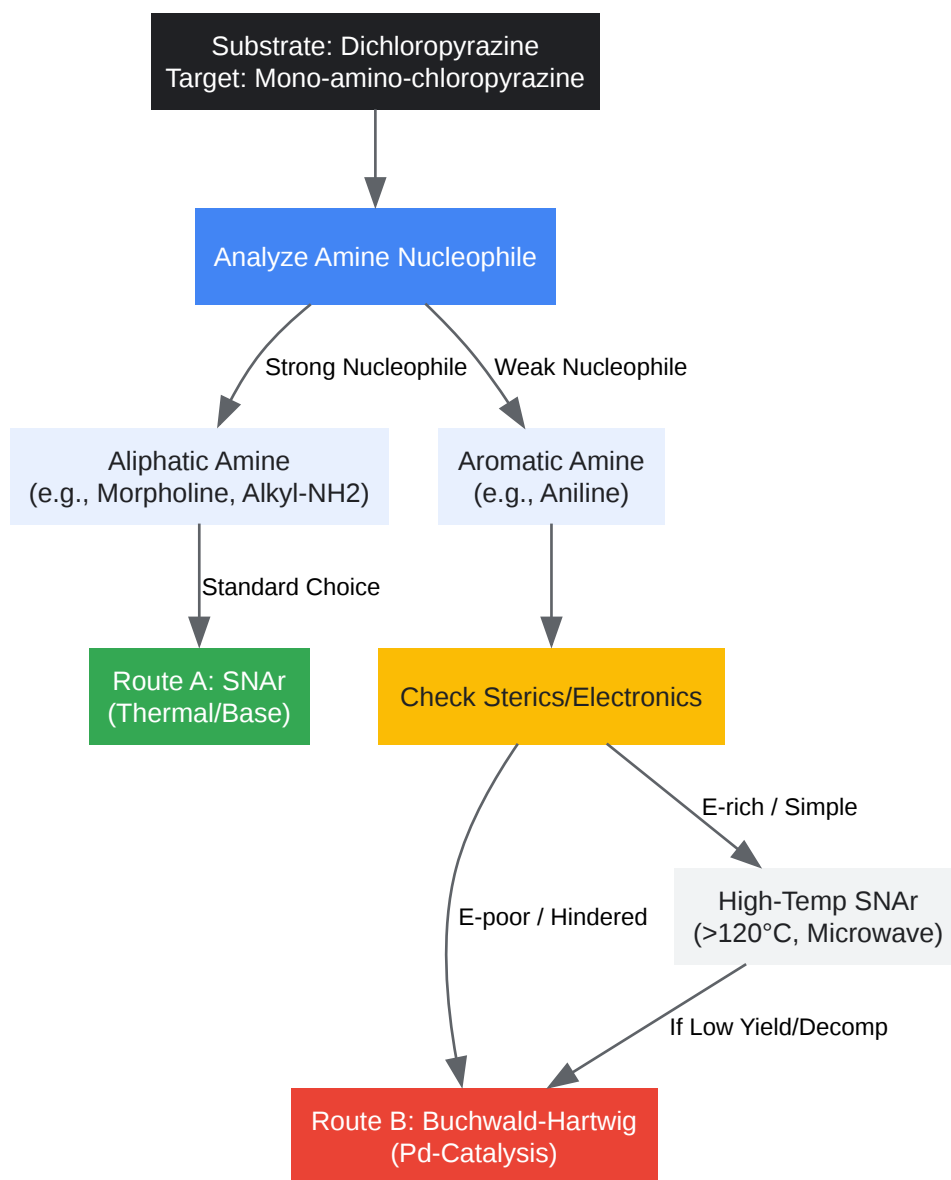 Substrate: Dichloropyrazine
Target: Mono-amino-chloropyrazine
Analyze Amine Nucleophile
Strong Nucleophile
Weak Nucleophile
Aliphatic Amine
(e.g., Morpholine, Alkyl-NH2)
Aromatic Amine
(e.g., Aniline)
Standard Choice
Route A: SNAr
(Thermal/Base)
Check Sterics/Electronics
E-rich / Simple
E-poor / Hindered
High-Temp SNAr
(>120°C, Microwave)
If Low Yield/Decomp
Route B: Buchwald-Hartwig
(Pd-Catalysis)